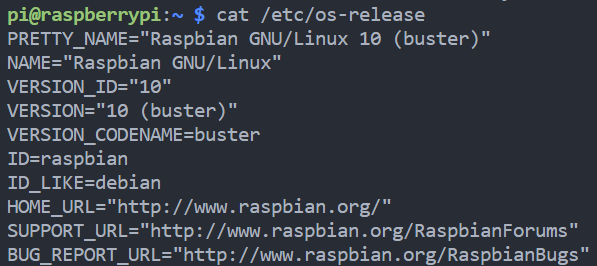 pi@raspberrypi:~ $ cat /etc/os-release
PRETTY_NAME="Raspbian GNU/Linux 10 (buster)"
NAME="Raspbian GNU/Linux"
VERSION_ID="10"
VERSION="10 (buster)"
VERSION_CODENAME=buster
ID=raspbian
ID_LIKE=debian
HOME_URL="http://www.raspbian.org/"
SUPPORT_URL="http://www.raspbian.org/RaspbianForums"
BUG_REPORT_URL="http://www.raspbian.org/RaspbianBugs"